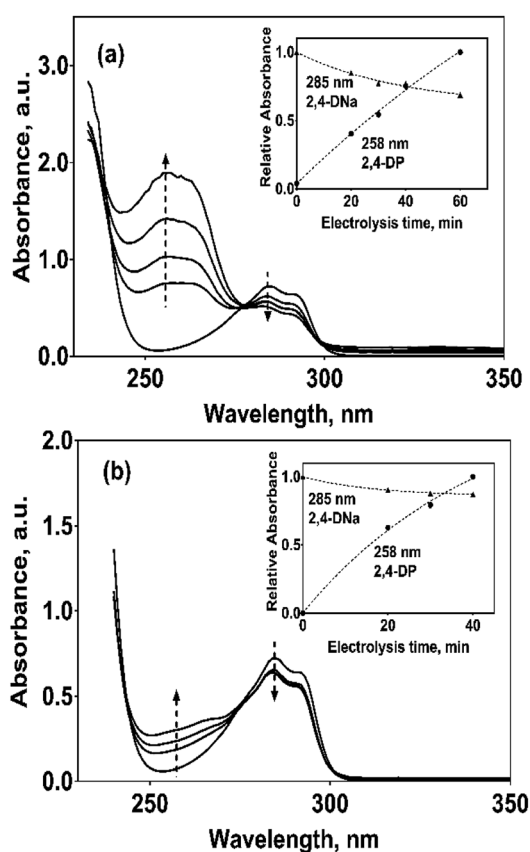 (a)
Absorbance, a.u.
3.0
2.0
1.0
0.0
250
300
350
Wavelength, nm
Relative Absorbance
1.0
0.5
0.0
0
20
40
60
Electrolysis time, min
285 nm
2,4-DNa
258 nm
2,4-DP
(b)
Absorbance, a.u.
2.0
1.5
1.0
0.5
0.0
250
300
350
Wavelength, nm
Relative Absorbance
1.0
0.5
0.0
0
20
40
Electrolysis time, min
285 nm
2,4-DNa
258 nm
2,4-DP